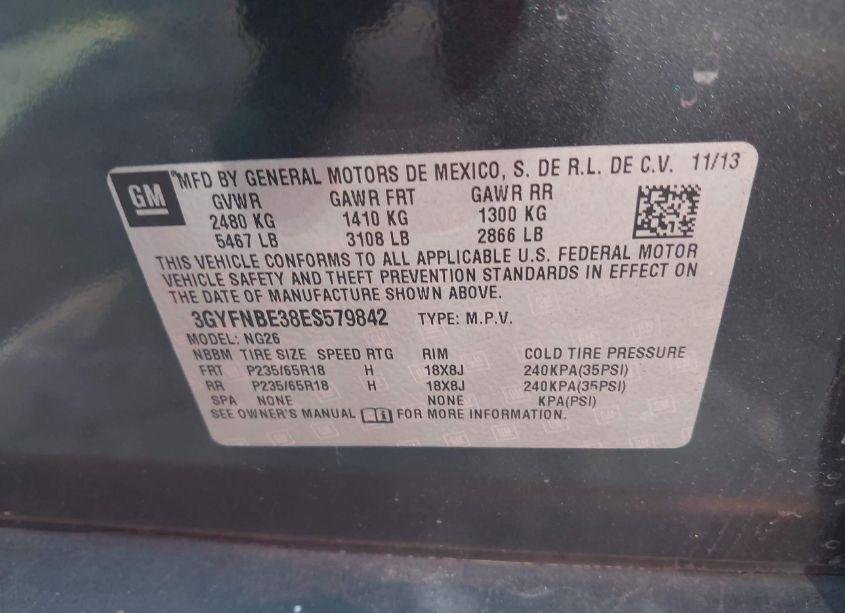 GM
MFD BY GENERAL MOTORS DE MEXICO, S. DE R.L. DE C.V. 11/13
GVWR GAWR FRT GAWR RR
2480 KG 1410 KG 1300 KG
5467 LB 3108 LB 2866 LB
THIS VEHICLE CONFORMS TO ALL APPLICABLE U.S. FEDERAL MOTOR
VEHICLE SAFETY AND THEFT PREVENTION STANDARDS IN EFFECT ON
THE DATE OF MANUFACTURE SHOWN ABOVE.
3GYFNBE38ES579842 TYPE: M.P.V.
MODEL: NG26
NBBM TIRE SIZE SPEED RTG RIM COLD TIRE PRESSURE
FRT P235/65R18 H 18X8J 240KPA(35PSI)
RR P235/65R18 H 18X8J 240KPA(35PSI)
SPA NONE NONE KPA(PSI)
SEE OWNER'S MANUAL FOR MORE INFORMATION.